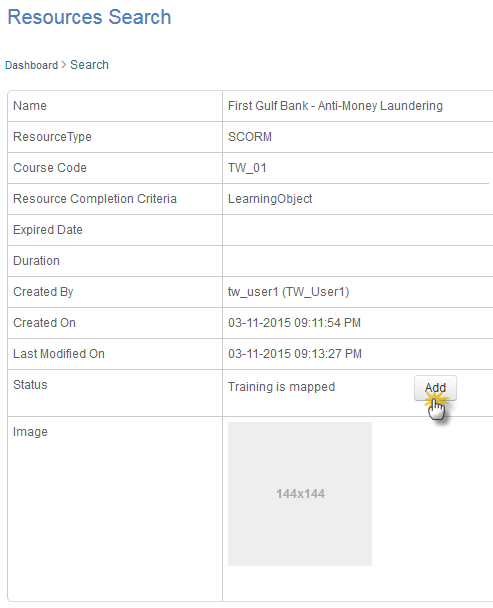 Resources Search
Dashboard > Search
Name First Gulf Bank - Anti-Money Laundering
ResourceType SCORM
Course Code TW_01
Resource Completion Criteria LearningObject
Expired Date
Duration
Created By tw_user1 (TW_User1)
Created On 03-11-2015 09:11:54 PM
Last Modified On 03-11-2015 09:13:27 PM
Status Training is mapped Add
Image
144x144